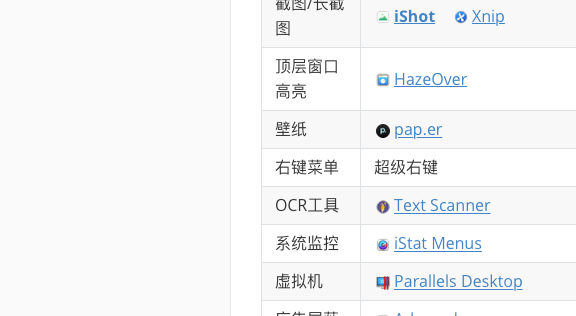 截图/长截
图
iShot Xnip
顶层窗口
高亮
HazeOver
壁纸 pap.er
右键菜单 超级右键
OCR工具 Text Scanner
系统监控 iStat Menus
虚拟机 Parallels Desktop